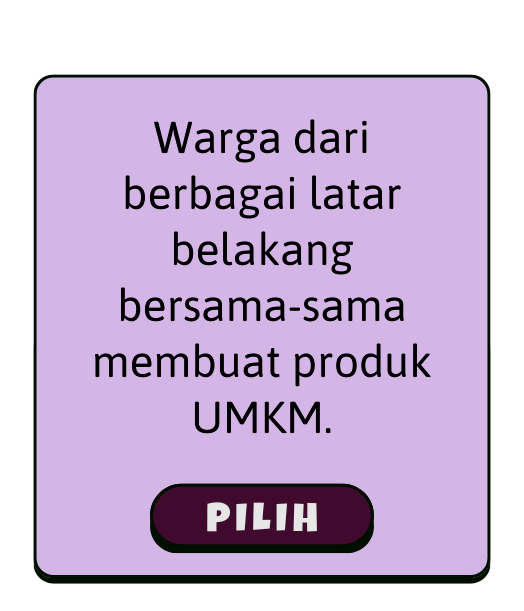 Warga dari
berbagai latar
belakang
bersama-sama
membuat produk
UMKM.
PILIH